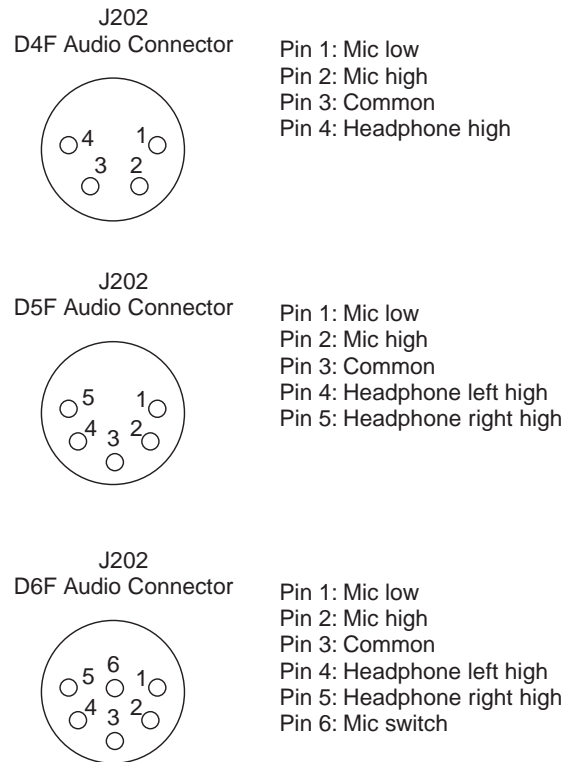 J202
D4F Audio Connector
Pin 1: Mic low
Pin 2: Mic high
Pin 3: Common
Pin 4: Headphone high
4 1
3 2
J202
D5F Audio Connector
Pin 1: Mic low
Pin 2: Mic high
Pin 3: Common
Pin 4: Headphone left high
Pin 5: Headphone right high
5 1
4 3 2
J202
D6F Audio Connector
Pin 1: Mic low
Pin 2: Mic high
Pin 3: Common
Pin 4: Headphone left high
Pin 5: Headphone right high
Pin 6: Mic switch
5 6 1
4 3 2